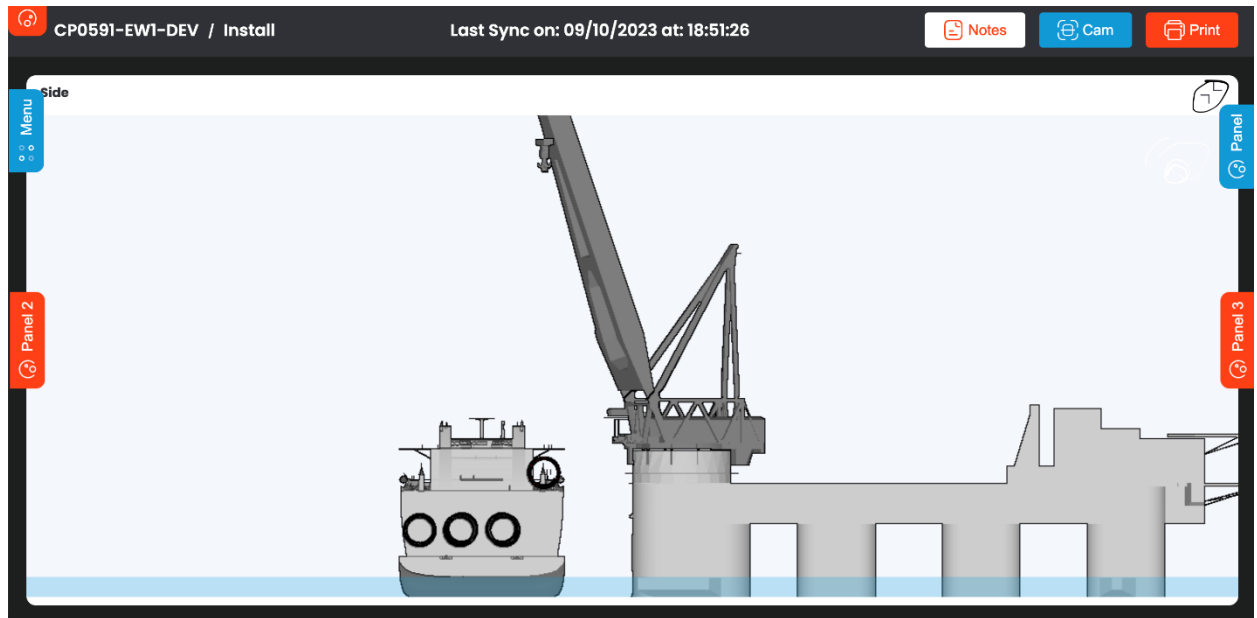 CP0591-EW1-DEV / Install
Last Sync on: 09/10/2023 at: 18:51:26
Notes
Cam
Print
Side
Menu
Panel
Panel 2
Panel 3